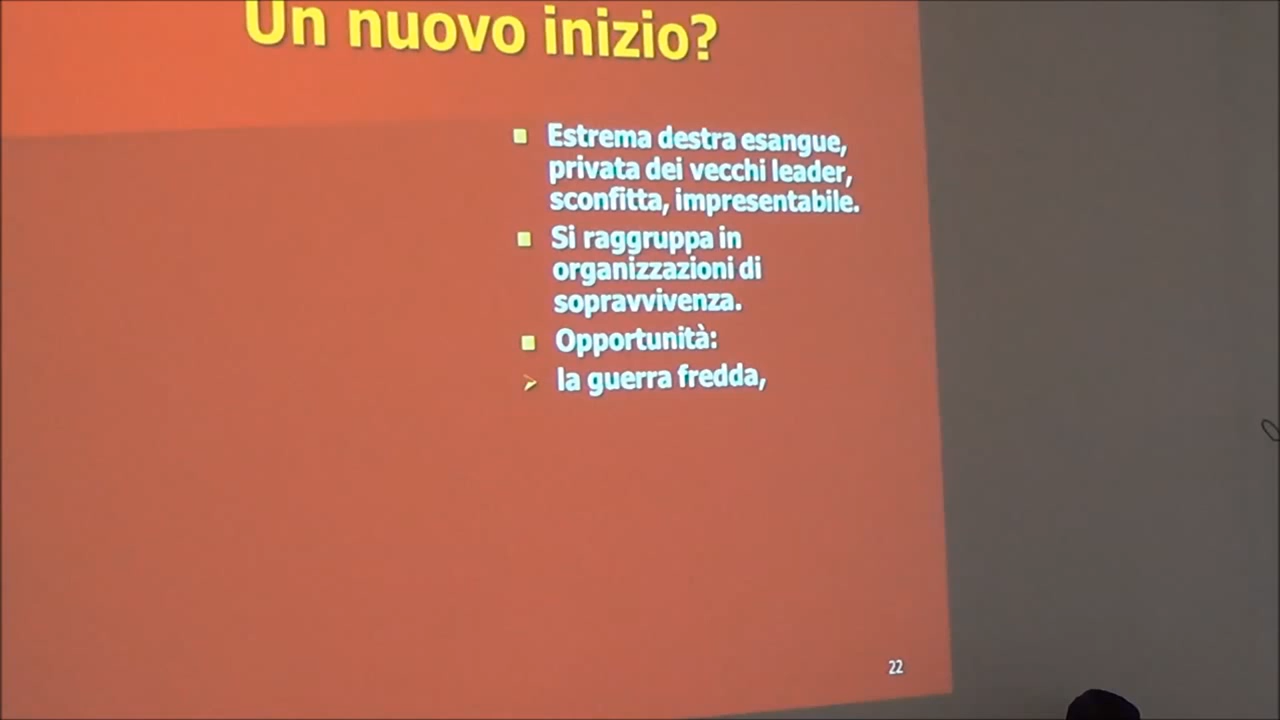 Un nuovo inizio?
Estrema destra esangue,
privata dei vecchi leader,
sconfitta, impresentabile.
Si raggruppa in
organizzazioni di
sopravvivenza.
Opportunità:
la guerra fredda,
22